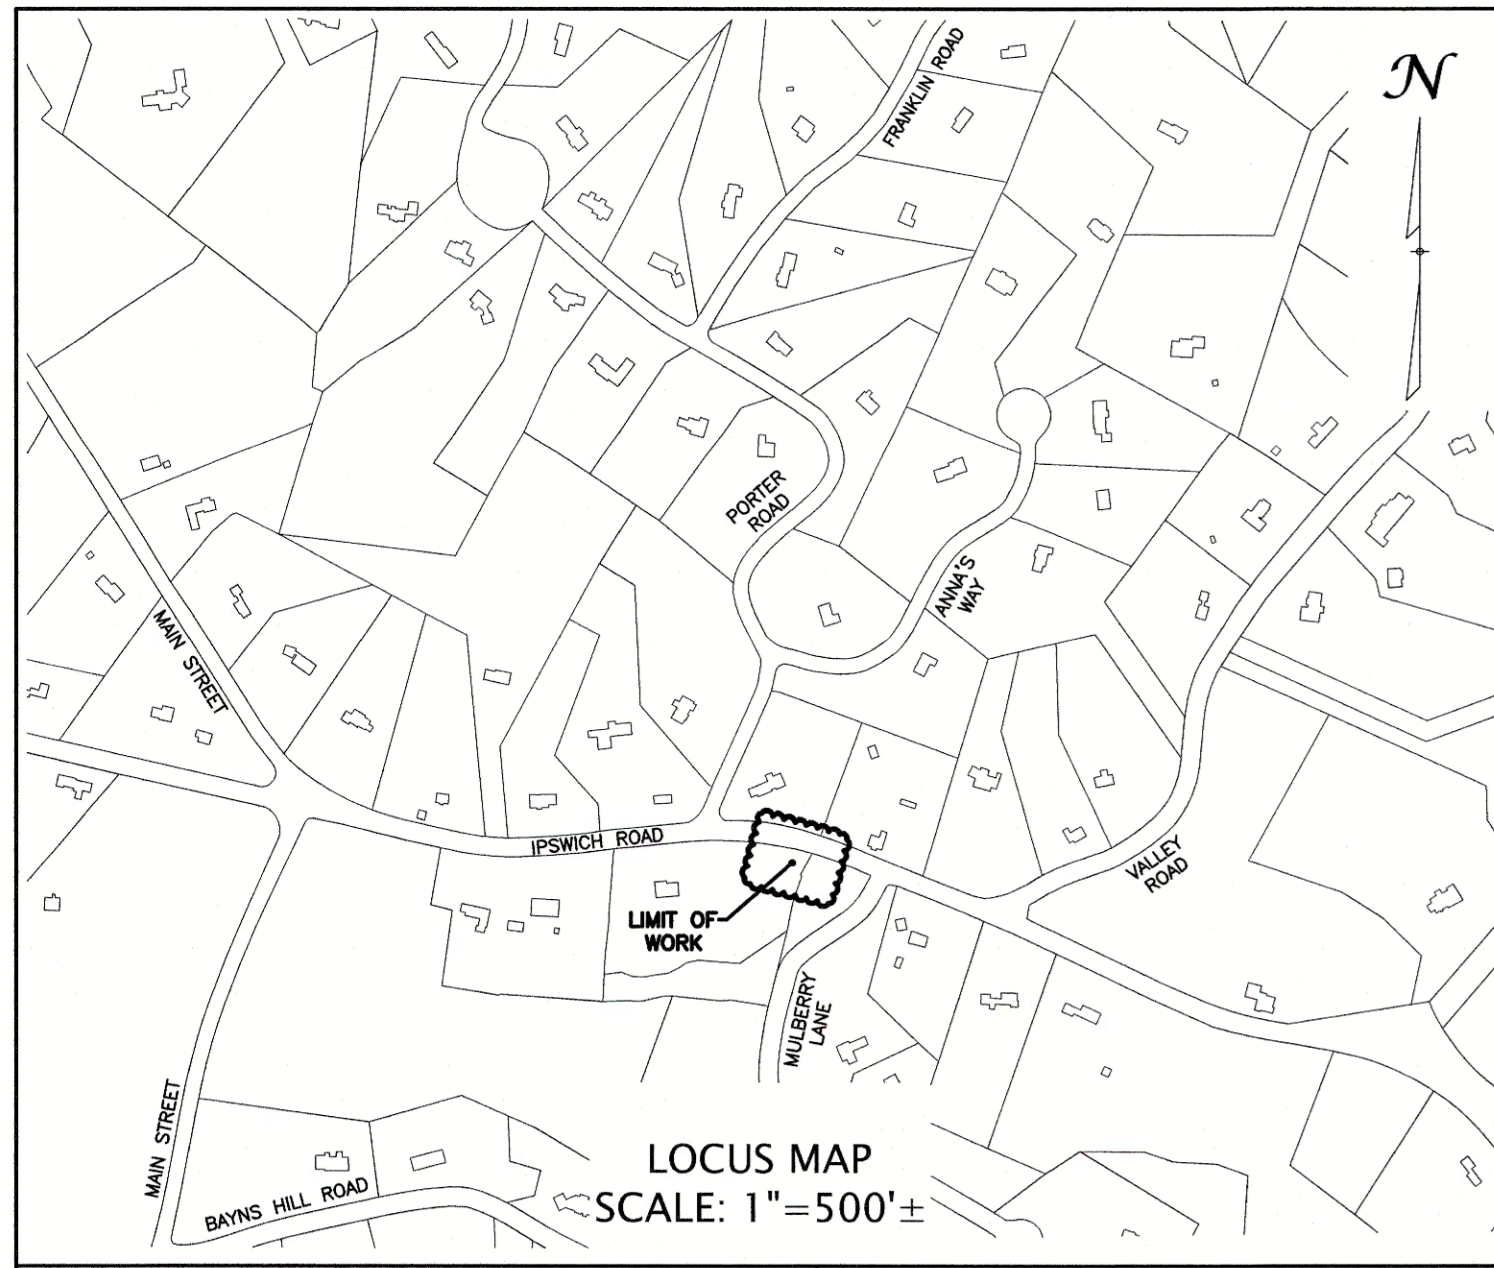 N
FRANKLIN ROAD
PORTER
ROAD
ANNA'S
WAY
MAIN STREET
IPSWICH ROAD
VALLEY
ROAD
LIMIT OF
WORK
MULBERRY
LANE
MAIN STREET
BAYNS HILL ROAD
LOCUS MAP
SCALE: 1"=500'±